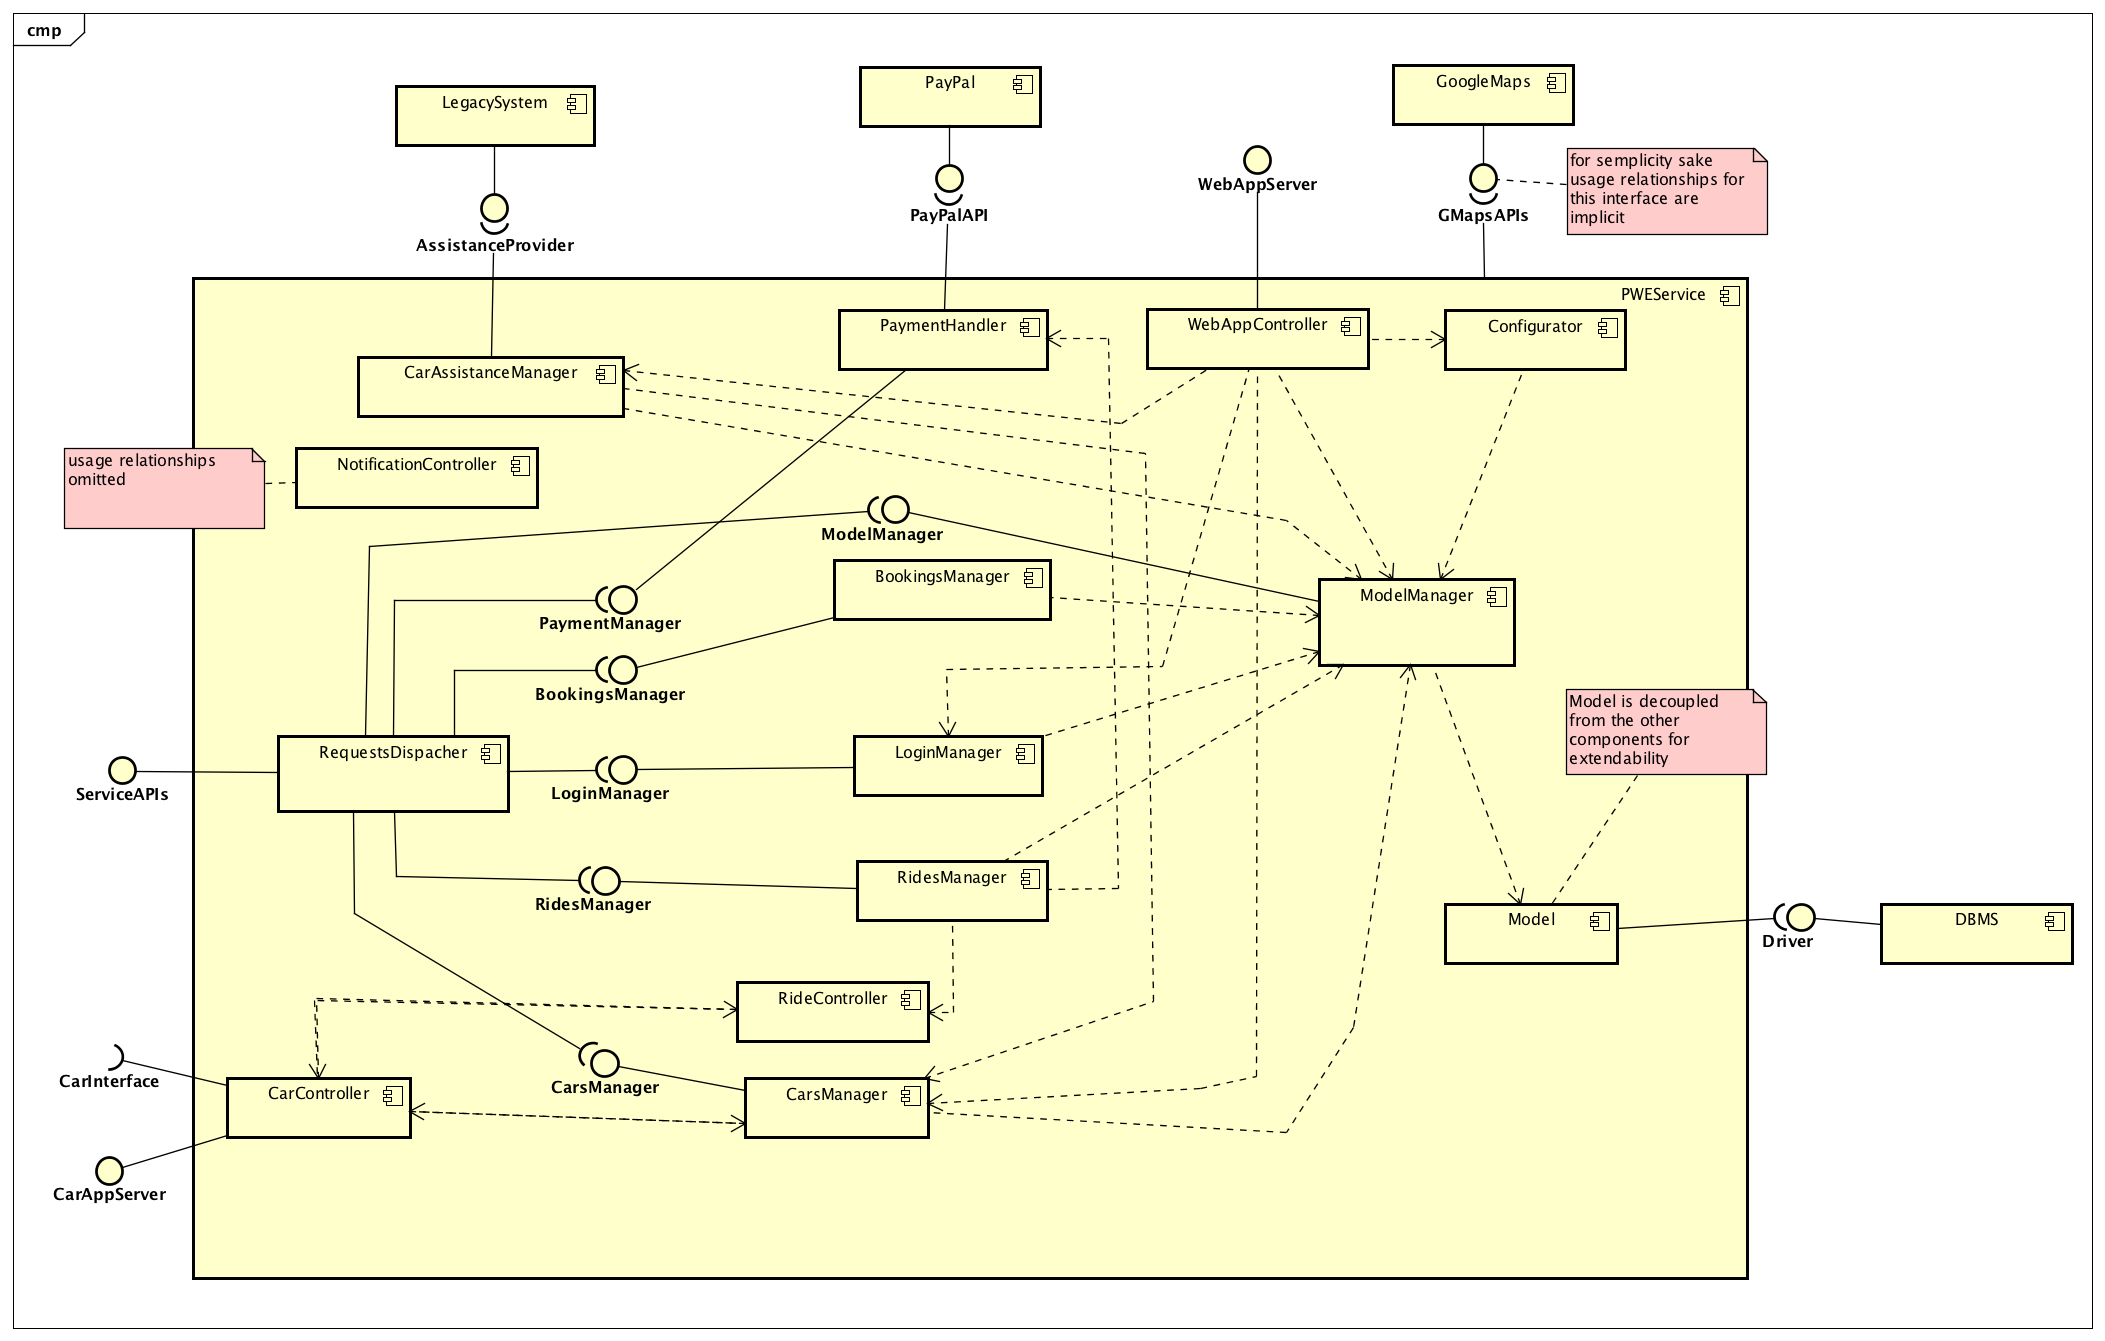 cmp
LegacySystem
PayPal
GoogleMaps
WebAppServer
for semplicity sake
usage relationships for
this interface are
implicit
AssistanceProvider
PayPalAPI
GMapsAPIs
PWEService
CarAssistanceManager
PaymentHandler
WebAppController
Configurator
usage relationships
omitted
NotificationController
ModelManager
BookingsManager
ModelManager
PaymentManager
BookingsManager
Model is decoupled
from the other
components for
extendability
RequestsDispacher
LoginManager
ServiceAPIs
LoginManager
RidesManager
RidesManager
Model
Driver
DBMS
RideController
CarInterface
CarController
CarsManager
CarsManager
CarAppServer